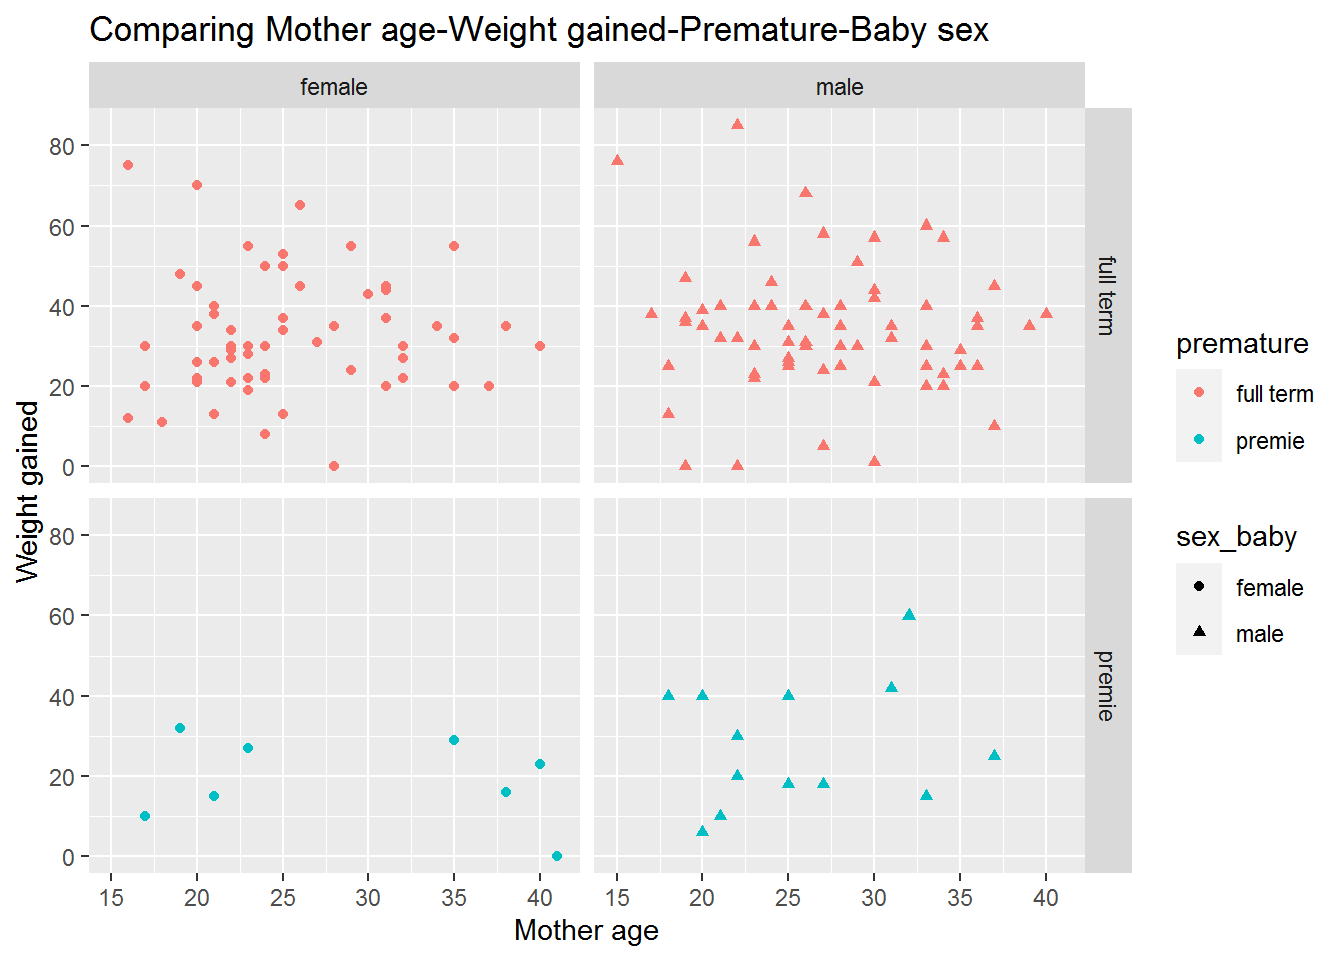 Comparing Mother age-Weight gained-Premature-Baby sex
female
male
80
60
40
20
0
full term
80
60
40
20
0
premie
Weight gained
15 20 25 30 35 40
15 20 25 30 35 40
Mother age
premature
full term
premie
sex_baby
female
male